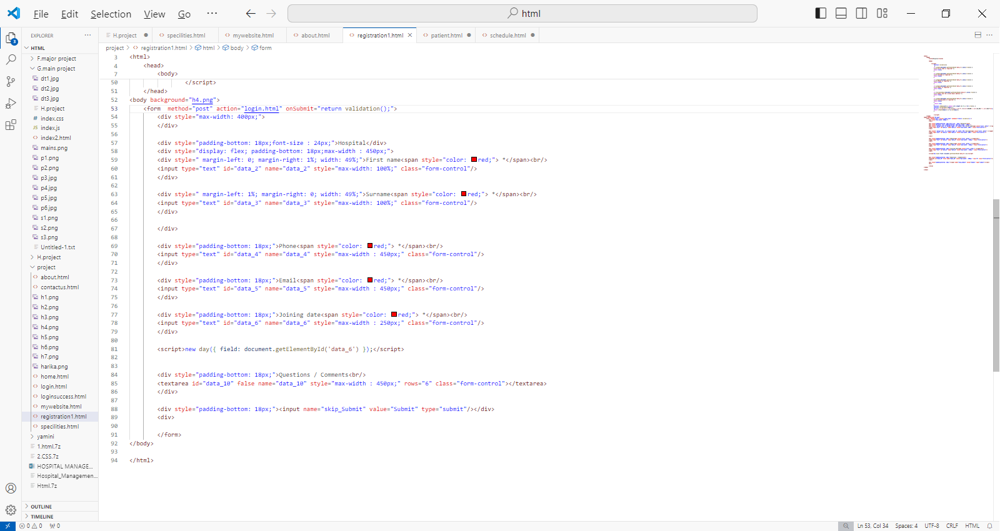 File Edit Selection View Go ··· html
EXPLORER ···
HTML
F.major project
G.main project
dt1.jpg
dt2.jpg
dt3.jpg
H.project
index.css
JS index.js
index2.html
mains.png
p1.png
p2.png
p3.jpg
p4.jpg
p5.jpg
p6.jpg
s1.png
s2.png
s3.png
Untitled-1.txt
H.project
project
about.html
contactus.html
h1.png
h2.png
h3.png
h4.png
h5.png
h6.png
h7.png
harika.png
home.html
login.html
loginsuccess.html
mywebsite.html
registration1.html
specilities.html
yamini
1.html.7z
2.CSS.7z
HOSPITAL MANAGE...
Hospital_Managemen...
Html.7z
OUTLINE
TIMELINE
H.project specilities.html mywebsite.html about.html registration1.html patient.html schedule.html
project > registration1.html > html > body > form
3 <html>
4 <head>
7 <body>
50 </script>
51 </head>
52 <body background="h4.png">
53 <form  method="post" action="login.html" onSubmit="return validation();">
54 <div style="max-width: 400px;">
55 </div>
56
57 <div style="padding-bottom: 18px;font-size : 24px;">Hospital</div>
58 <div style="display: flex; padding-bottom: 18px;max-width : 450px;">
59 <div style=" margin-left: 0; margin-right: 1%; width: 49%;">First name<span style="color: red;"> *</span><br/>
60 <input type="text" id="data_2" name="data_2" style="max-width: 100%;" class="form-control"/>
61 </div>
62
63 <div style=" margin-left: 1%; margin-right: 0; width: 49%;">Surname<span style="color: red;"> *</span><br/>
64 <input type="text" id="data_3" name="data_3" style="max-width: 100%;" class="form-control"/>
65 </div>
66
67 </div>
68
69 <div style="padding-bottom: 18px;">Phone<span style="color: red;"> *</span><br/>
70 <input type="text" id="data_4" name="data_4" style="max-width : 450px;" class="form-control"/>
71 </div>
72
73 <div style="padding-bottom: 18px;">Email<span style="color: red;"> *</span><br/>
74 <input type="text" id="data_5" name="data_5" style="max-width : 450px;" class="form-control"/>
75 </div>
76
77 <div style="padding-bottom: 18px;">Joining date<span style="color: red;"> *</span><br/>
78 <input type="text" id="data_6" name="data_6" style="max-width : 250px;" class="form-control"/>
79 </div>
80
81 <script>new day({ field: document.getElementById('data_6') });</script>
82
83
84 <div style="padding-bottom: 18px;">Questions / Comments<br/>
85 <textarea id="data_10" false name="data_10" style="max-width : 450px;" rows="6" class="form-control"></textarea>
86 </div>
87
88 <div style="padding-bottom: 18px;"><input name="skip_Submit" value="Submit" type="submit"/></div>
89 <div>
90
91 </form>
92 </body>
93
94 </html>
3
0 0 0 Ln 53, Col 34 Spaces: 4 UTF-8 CRLF HTML